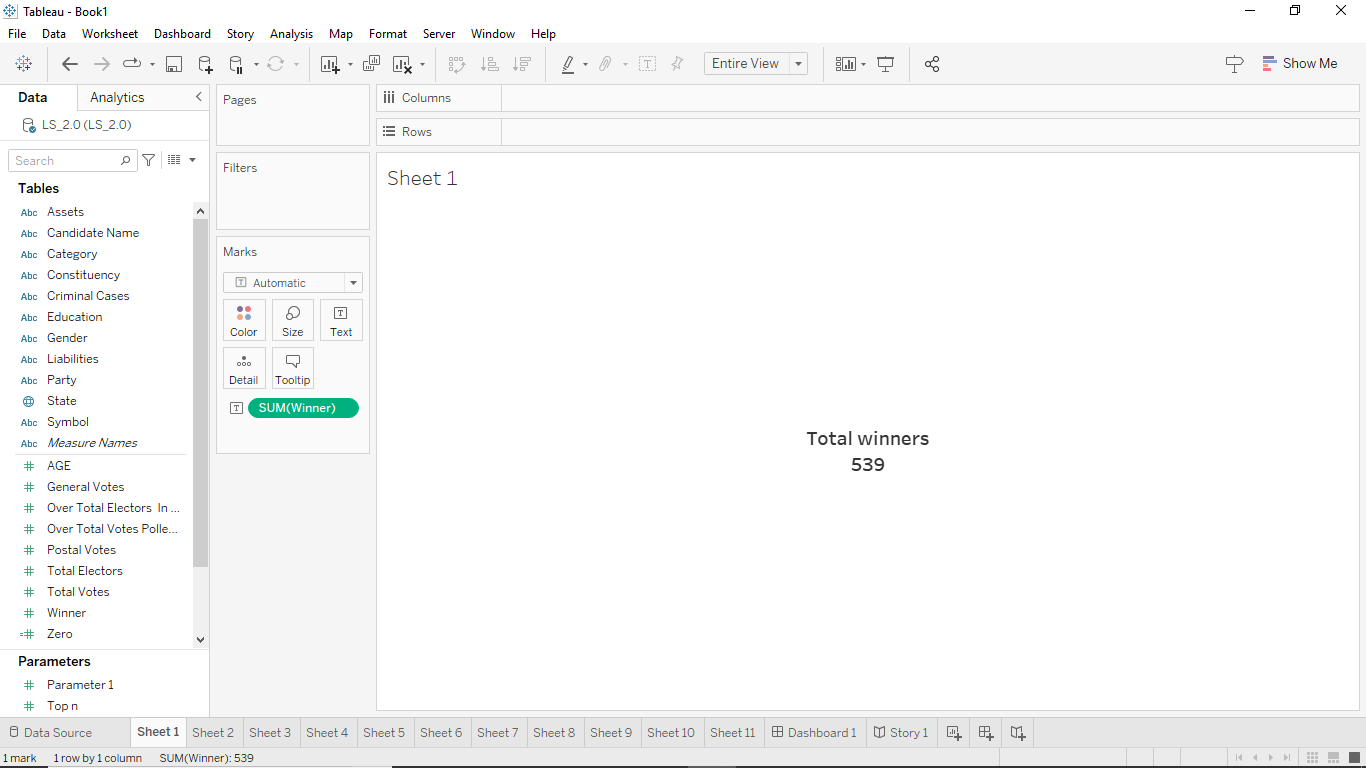 Tableau - Book1
File Data Worksheet Dashboard Story Analysis Map Format Server Window Help
Entire View
Show Me
Data Analytics
LS_2.0 (LS_2.0)
Search
Tables
Abc Assets
Abc Candidate Name
Abc Category
Abc Constituency
Abc Criminal Cases
Abc Education
Abc Gender
Abc Liabilities
Abc Party
State
Abc Symbol
Abc Measure Names
# AGE
# General Votes
# Over Total Electors In ...
# Over Total Votes Polle...
# Postal Votes
# Total Electors
# Total Votes
# Winner
=# Zero
Parameters
# Parameter 1
# Top n
Pages
Filters
Marks
T Automatic
Color Size T Text
Detail Tooltip
T SUM(Winner)
Columns
Rows
Sheet 1
Total winners
539
Data Source Sheet 1 Sheet 2 Sheet 3 Sheet 4 Sheet 5 Sheet 6 Sheet 7 Sheet 8 Sheet 9 Sheet 10 Sheet 11 Dashboard 1 Story 1
1 mark 1 row by 1 column SUM(Winner): 539